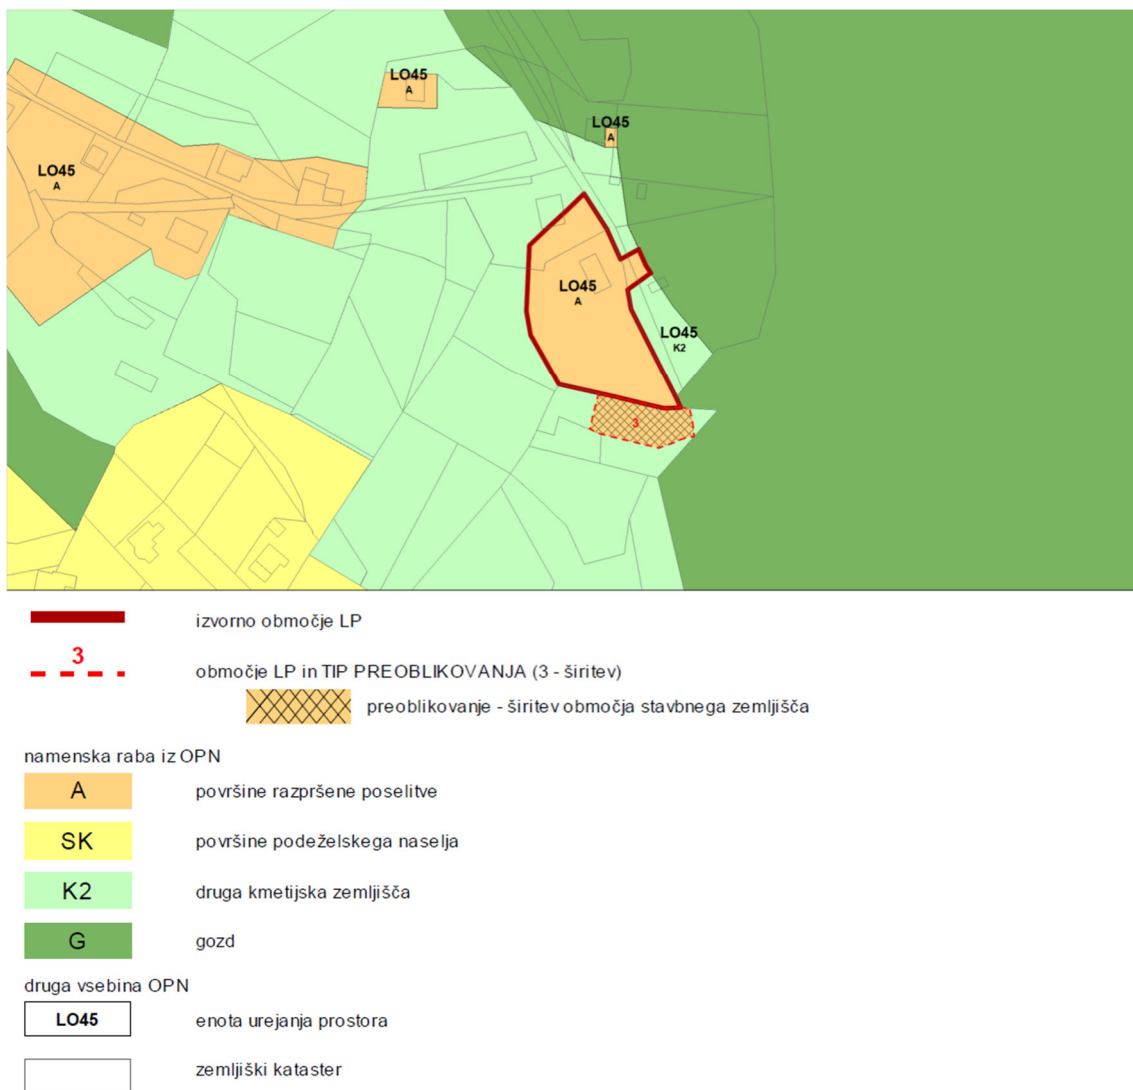 LO45
A
LO45
A
LO45
A
LO45
A
LO45
K2
3
izvorno območje LP
3
območje LP in TIP PREOBLIKOVANJA (3 - širitev)
preoblikovanje - širitev območja stavbnega zemljišča
namenska raba iz OPN
A
površine razpršene poselitve
SK
površine podeželskega naselja
K2
druga kmetijska zemljišča
G
gozd
druga vsebina OPN
LO45
enota urejanja prostora
zemljiški kataster